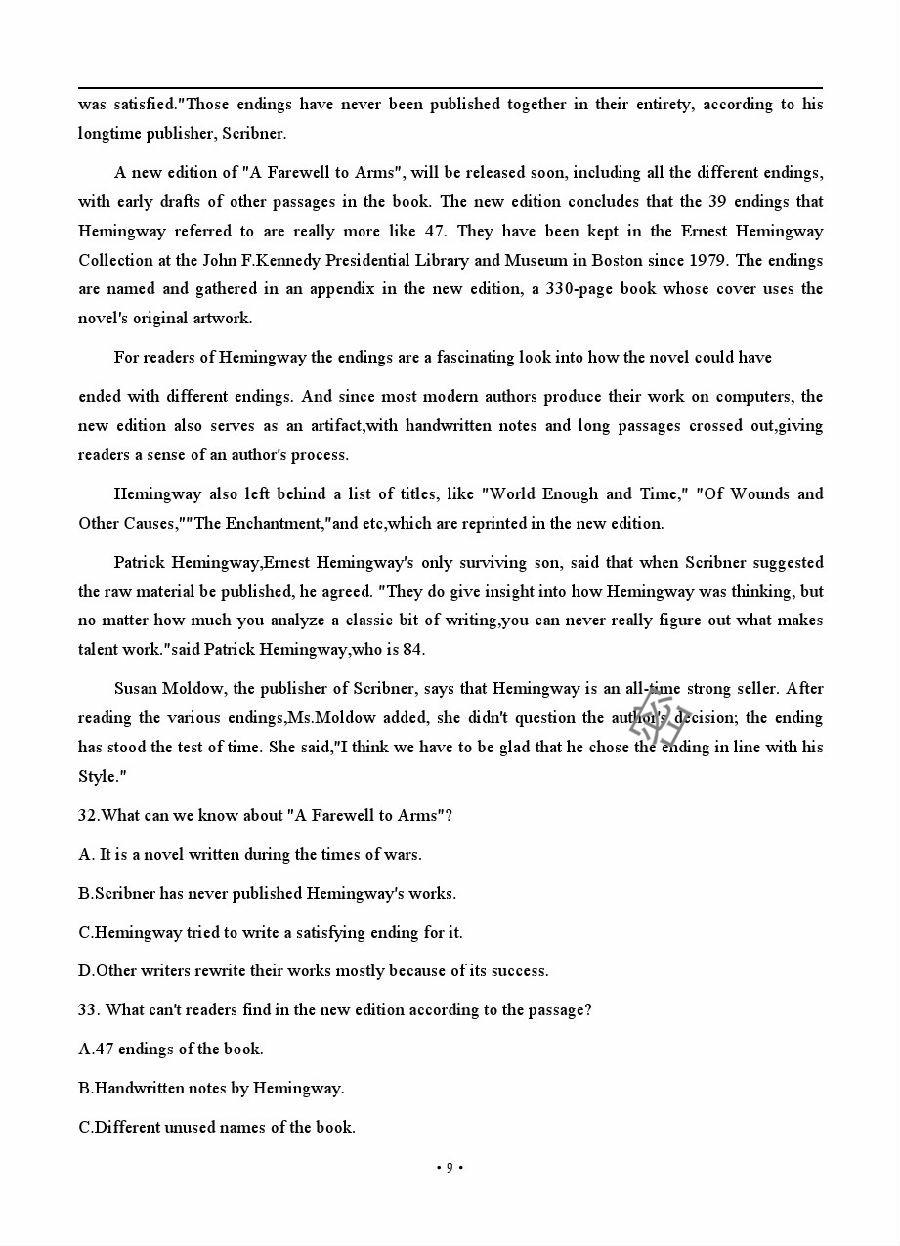 was satisfied."Those endings have never been published together in their entirety, according to his
longtime publisher, Scribner.
A new edition of "A Farewell to Arms", will be released soon, including all the different endings,
with early drafts of other passages in the book. The new edition concludes that the 39 endings that
Hemingway referred to are really more like 47. They have been kept in the Ernest Hemingway
Collection at the John F.Kennedy Presidential Library and Museum in Boston since 1979. The endings
are named and gathered in an appendix in the new edition, a 330-page book whose cover uses the
novel's original artwork.
For readers of Hemingway the endings are a fascinating look into how the novel could have
ended with different endings. And since most modern authors produce their work on computers, the
new edition also serves as an artifact,with handwritten notes and long passages crossed out,giving
readers a sense of an author's process.
Hemingway also left behind a list of titles, like "World Enough and Time," "Of Wounds and
Other Causes,""The Enchantment,"and etc,which are reprinted in the new edition.
Patrick Hemingway,Ernest Hemingway's only surviving son, said that when Scribner suggested
the raw material be published, he agreed. "They do give insight into how Hemingway was thinking, but
no matter how much you analyze a classic bit of writing,you can never really figure out what makes
talent work."said Patrick Hemingway,who is 84.
Susan Moldow, the publisher of Scribner, says that Hemingway is an all-time strong seller. After
reading the various endings,Ms.Moldow added, she didn't question the author's decision; the ending
has stood the test of time. She said,"I think we have to be glad that he chose the ending in line with his
Style."
32.What can we know about "A Farewell to Arms"?
A. It is a novel written during the times of wars.
B.Scribner has never published Hemingway's works.
C.Hemingway tried to write a satisfying ending for it.
D.Other writers rewrite their works mostly because of its success.
33. What can't readers find in the new edition according to the passage?
A.47 endings of the book.
B.Handwritten notes by Hemingway.
C.Different unused names of the book.
• 9 •
密